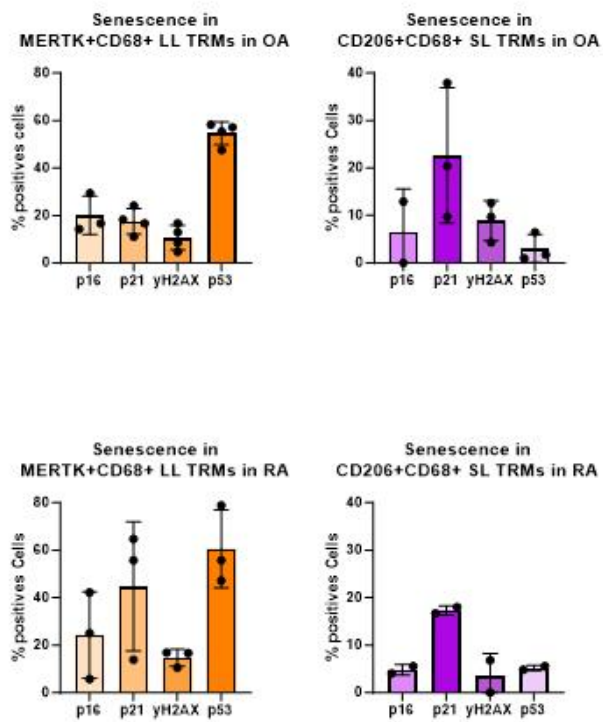 Senescence in
MERTK+CD68+ LL TRMs in OA
% positives cells
80
60
40
20
0
p16 p21 yH2AX p53
Senescence in
CD206+CD68+ SL TRMs in OA
% positives cells
40
30
20
10
0
p16 p21 yH2AX p53
Senescence in
MERTK+CD68+ LL TRMs in RA
% positives Cells
80
60
40
20
0
p16 p21 yH2AX p53
Senescence in
CD206+CD68+ SL TRMs in RA
% positives Cells
40
30
20
10
0
p16 p21 yH2AX p53